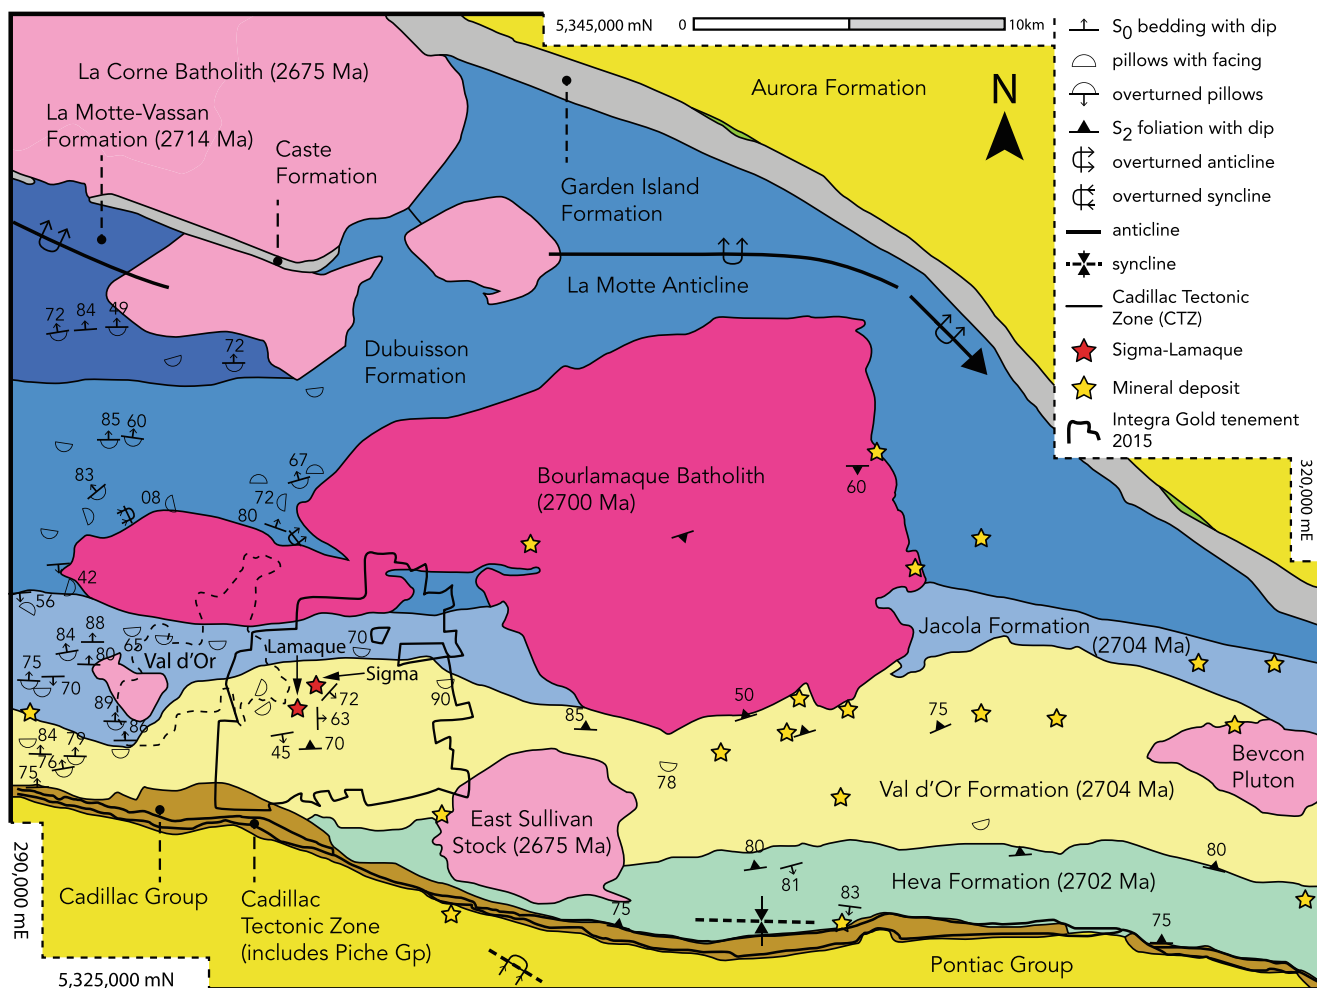 5,345,000 mN
0
10km
S0 bedding with dip
pillows with facing
overturned pillows
S2 foliation with dip
overturned anticline
overturned syncline
anticline
syncline
Cadillac Tectonic
Zone (CTZ)
Sigma-Lamaque
Mineral deposit
Integra Gold tenement
2015
N
La Corne Batholith (2675 Ma)
La Motte-Vassan
Formation (2714 Ma)
Caste
Formation
Aurora Formation
Garden Island
Formation
La Motte Anticline
72
84
49
72
Dubuisson
Formation
85
60
67
83
08
72
80
Bourlamaque Batholith
(2700 Ma)
60
320,000 mE
42
56
88
84
65
80
75
70
89
86
Val d'Or
Lamaque
70
Sigma
72
63
90
45
70
Jacola Formation
(2704 Ma)
84
79
76
75
85
50
75
78
Bevcon
Pluton
Val d'Or Formation (2704 Ma)
East Sullivan
Stock (2675 Ma)
80
81
80
Heva Formation (2702 Ma)
83
75
75
290,000 mE
Cadillac Group
Cadillac
Tectonic Zone
(includes Piche Gp)
Pontiac Group
5,325,000 mN